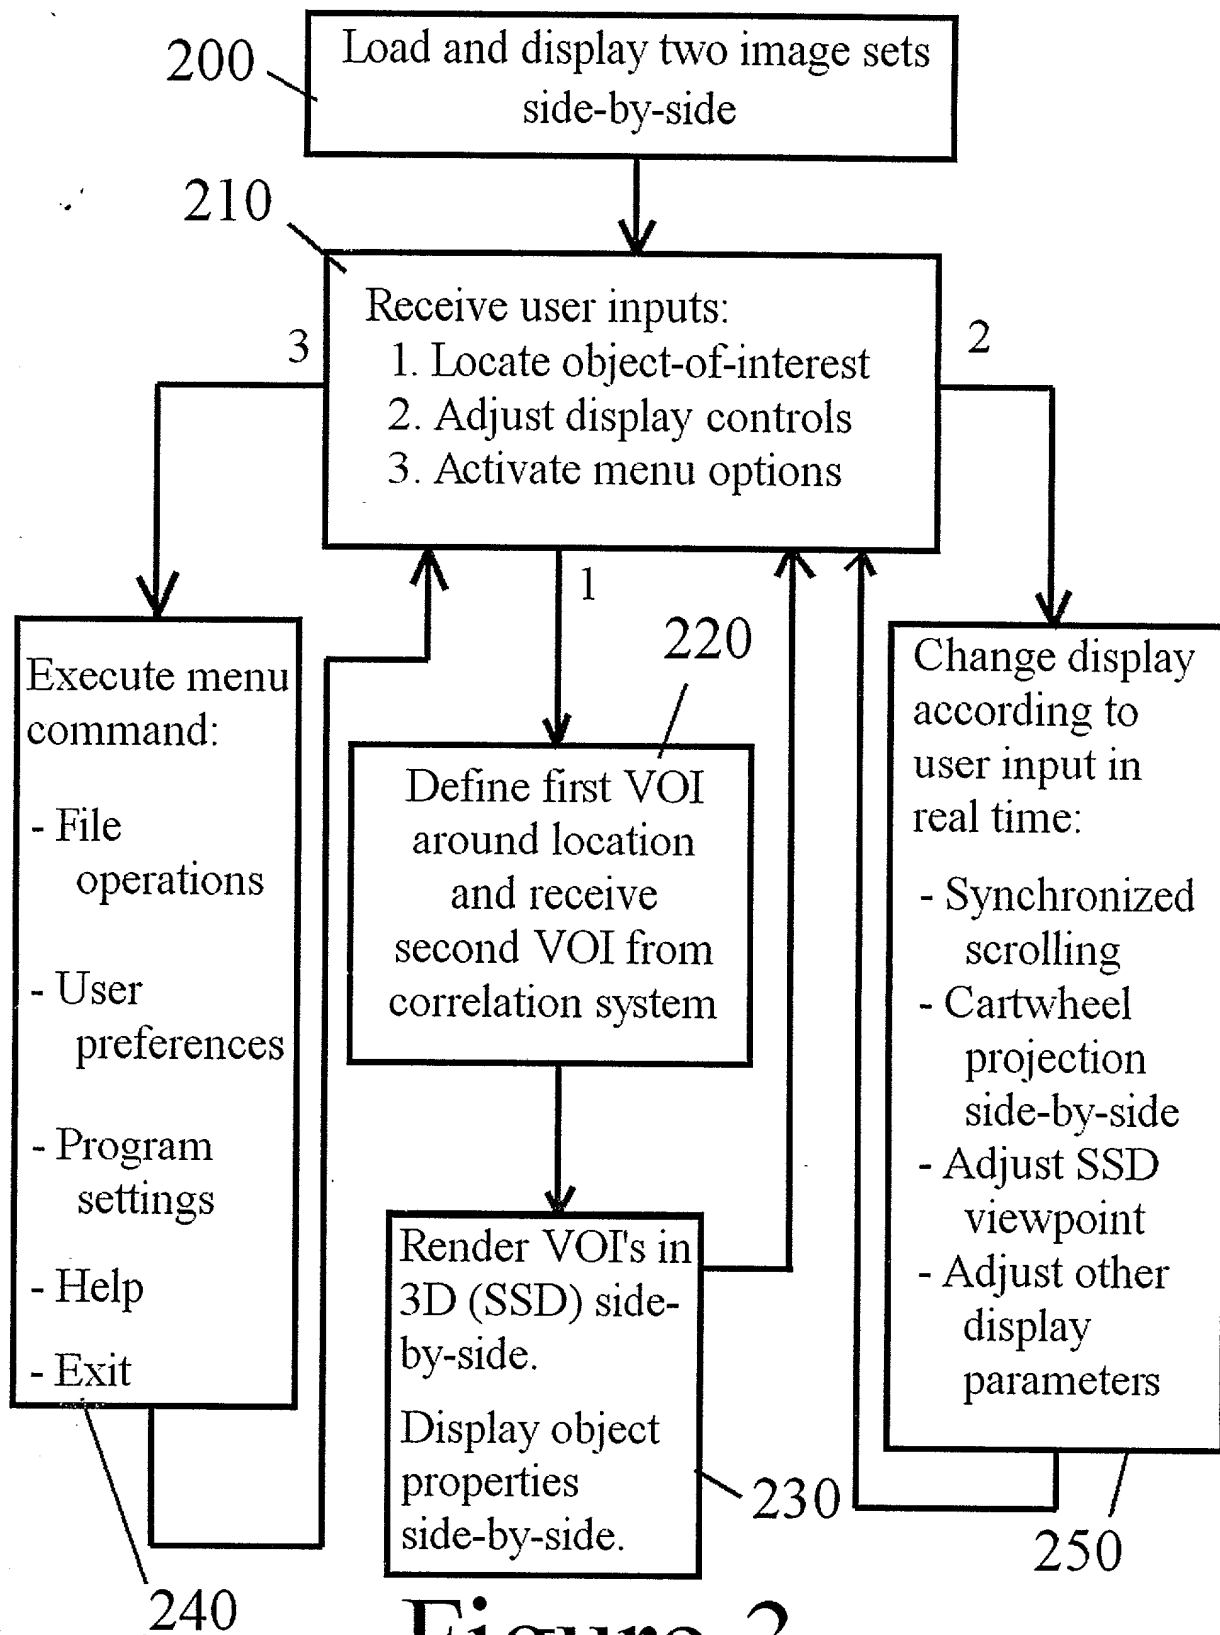 200
Load and display two image sets
side-by-side
210
Receive user inputs:
1. Locate object-of-interest
2. Adjust display controls
3. Activate menu options
3
2
1
220
Execute menu
command:
- File
operations
- User
preferences
- Program
settings
- Help
- Exit
240
Define first VOI
around location
and receive
second VOI from
correlation system
Render VOI's in
3D (SSD) side-
by-side.
Display object
properties
side-by-side.
230
Change display
according to
user input in
real time:
- Synchronized
scrolling
- Cartwheel
projection
side-by-side
- Adjust SSD
viewpoint
- Adjust other
display
parameters
250
Figure 2